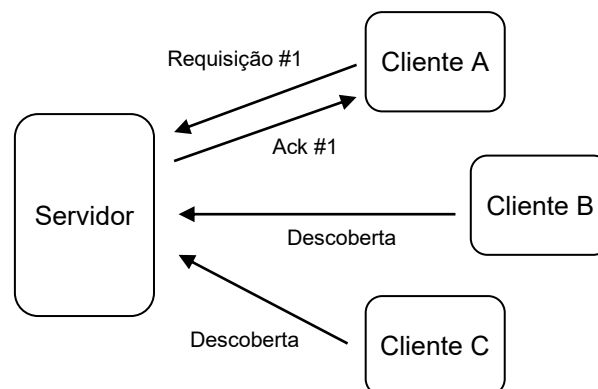 Requisição #1
Cliente A
Ack #1
Servidor
Cliente B
Descoberta
Descoberta
Cliente C